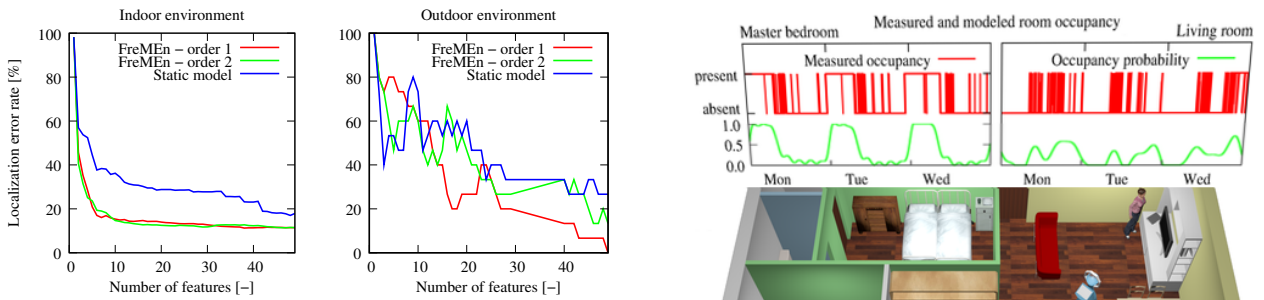 Indoor environment
Localization error rate [%]
100
80
60
40
20
0
FreMEn − order 1
FreMEn − order 2
Static model
0 10 20 30 40
Number of features [−]
Outdoor environment
100
80
60
40
20
0
FreMEn − order 1
FreMEn − order 2
Static model
0 10 20 30 40
Number of features [−]
Measured and modeled room occupancy
Master bedroom
Living room
Measured occupancy
Occupancy probability
present
absent
1.0
0.5
0.0
Mon Tue Wed
Mon Tue Wed